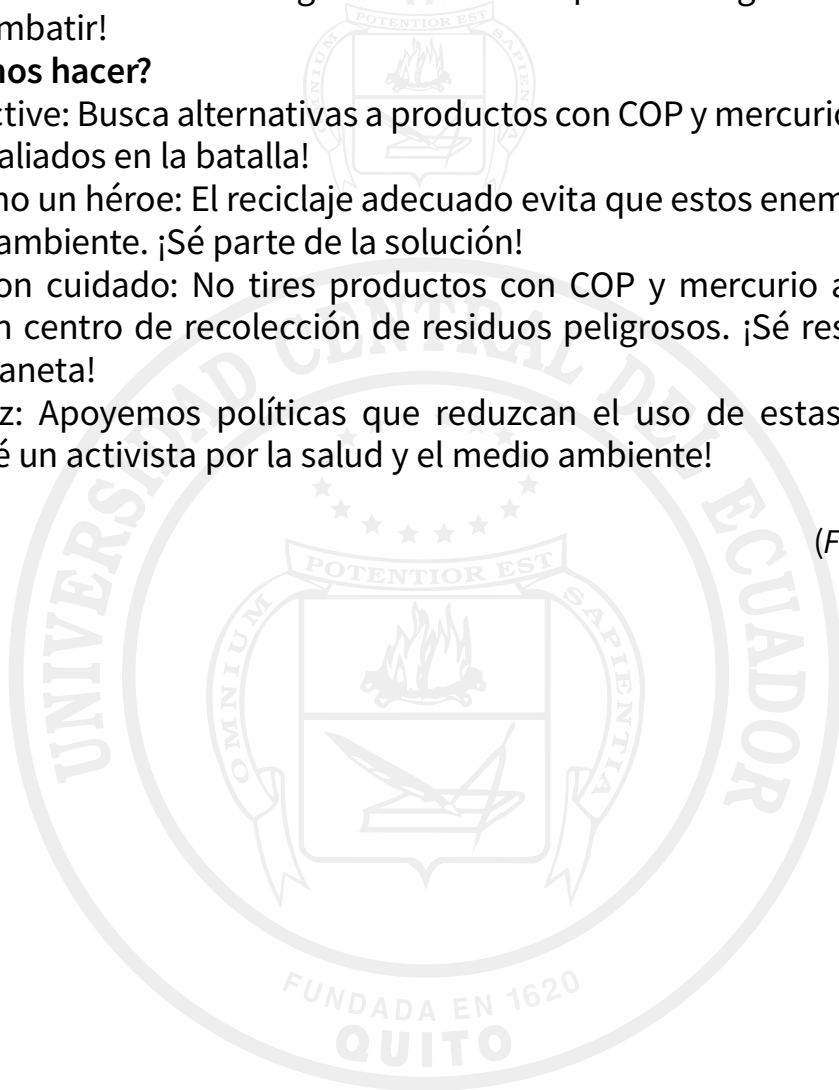 mbatir!
nos hacer?
ctive: Busca alternativas a productos con COP y mercurio
aliados en la batalla!
no un héroe: El reciclaje adecuado evita que estos enem
ambiente. ¡Sé parte de la solución!
on cuidado: No tires productos con COP y mercurio a
n centro de recolección de residuos peligrosos. ¡Sé res
aneta!
z: Apoyemos políticas que reduzcan el uso de estas
é un activista por la salud y el medio ambiente!
(F
UNIVERSIDAD CENTRAL DEL ECUADOR
POTENTIOR EST
OMNIUM
SAPIENTIA
FUNDADA EN 1620
QUITO
POTENTIOR EST
OMNIUM